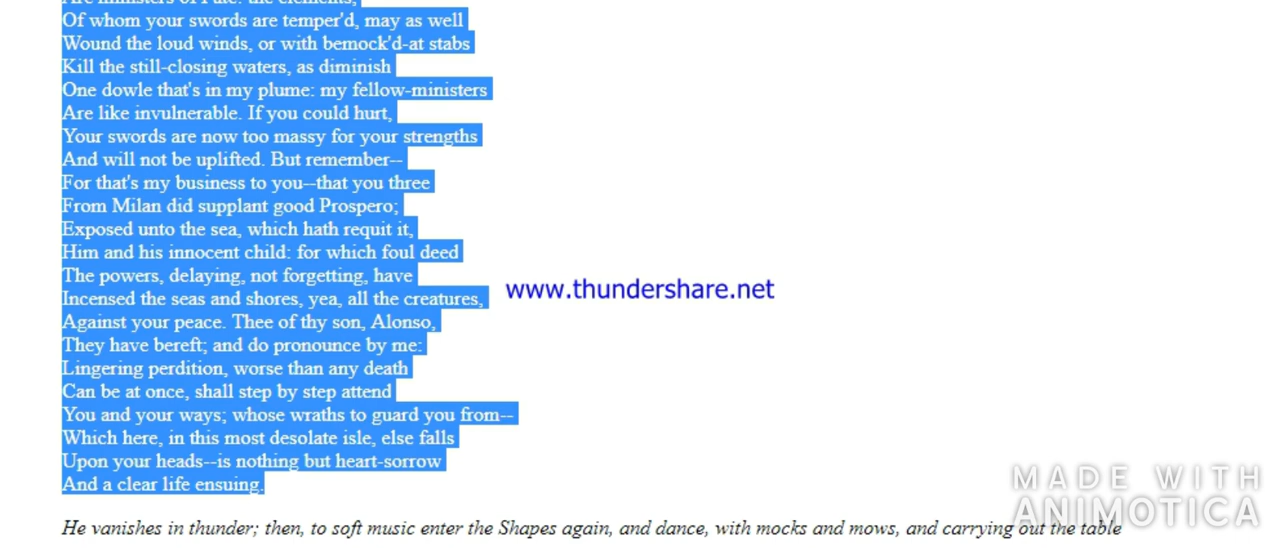 Are ministers of Fate: the elements,
Of whom your swords are temper'd, may as well
Wound the loud winds, or with bemock'd-at stabs
Kill the still-closing waters, as diminish
One dowle that's in my plume: my fellow-ministers
Are like invulnerable. If you could hurt,
Your swords are now too massy for your strengths
And will not be uplifted. But remember--
For that's my business to you--that you three
From Milan did supplant good Prospero;
Exposed unto the sea, which hath requit it,
Him and his innocent child: for which foul deed
The powers, delaying, not forgetting, have
Incensed the seas and shores, yea, all the creatures,
www.thundershare.net
Against your peace. Thee of thy son, Alonso,
They have bereft; and do pronounce by me:
Lingering perdition, worse than any death
Can be at once, shall step by step attend
You and your ways; whose wraths to guard you from--
Which here, in this most desolate isle, else falls
Upon your heads--is nothing but heart-sorrow
And a clear life ensuing.
MADE WITH
ANIMOTICA
He vanishes in thunder; then, to soft music enter the Shapes again, and dance, with mocks and mows, and carrying out the table